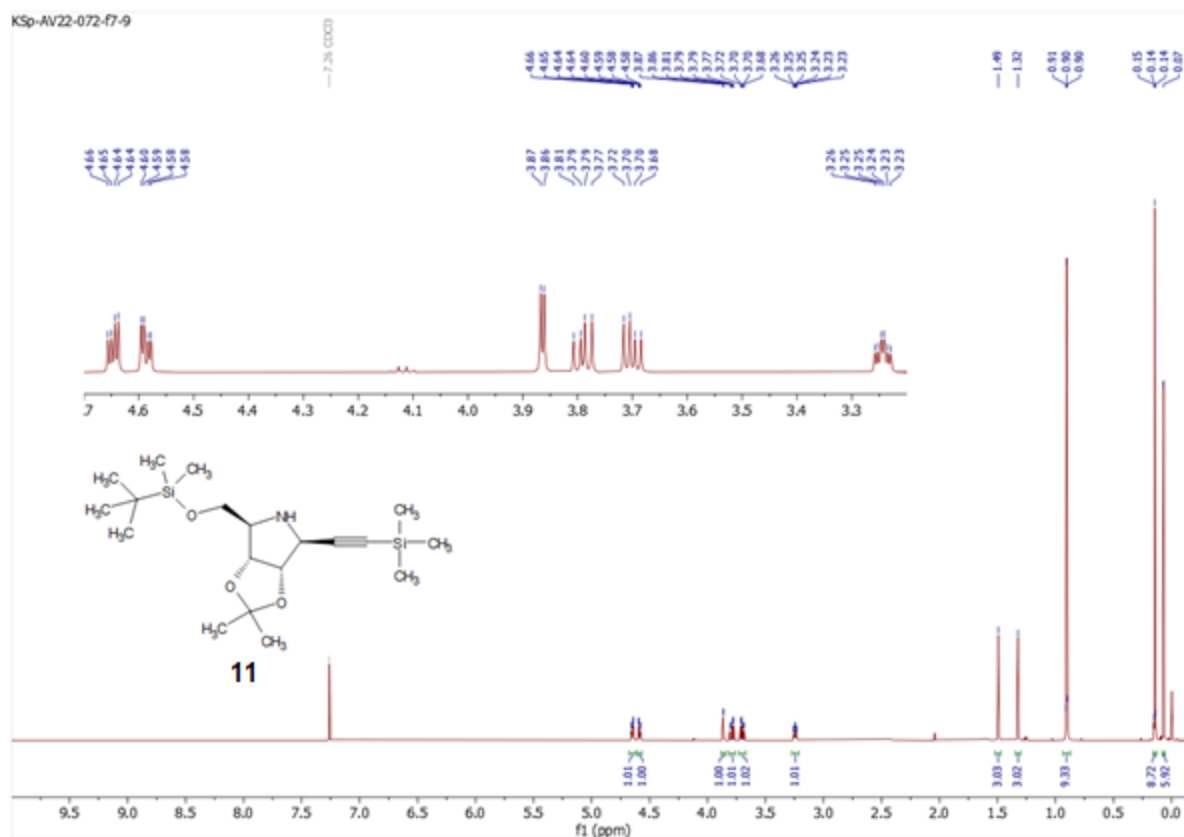 KSp-AV22-072-f7-9
7.26 CDCl3
4.66 4.65 4.64 4.64 4.60 4.59 4.58 4.58 3.87 3.86 3.81 3.79 3.79 3.77 3.72 3.70 3.70 3.68 3.26 3.25 3.25 3.24 3.23 3.23
1.49 1.32 0.91 0.90 0.90 0.15 0.14 0.14 0.07
4.66 4.65 4.64 4.64 4.60 4.59 4.58 4.58
3.87 3.86 3.81 3.79 3.79 3.77 3.72 3.70 3.70 3.68
3.26 3.25 3.25 3.24 3.23 3.23
.7 4.6 4.5 4.4 4.3 4.2 4.1 4.0 3.9 3.8 3.7 3.6 3.5 3.4 3.3
H3C CH3
H3C Si
H3C O NH CH3
CH3 Si CH3
CH3
O O
H3C CH3
11
1.01 1.00 1.00 1.01 1.02 1.01 3.03 3.02 9.33 8.72 5.92
9.5 9.0 8.5 8.0 7.5 7.0 6.5 6.0 5.5 5.0 4.5 4.0 3.5 3.0 2.5 2.0 1.5 1.0 0.5 0.0
f1 (ppm)